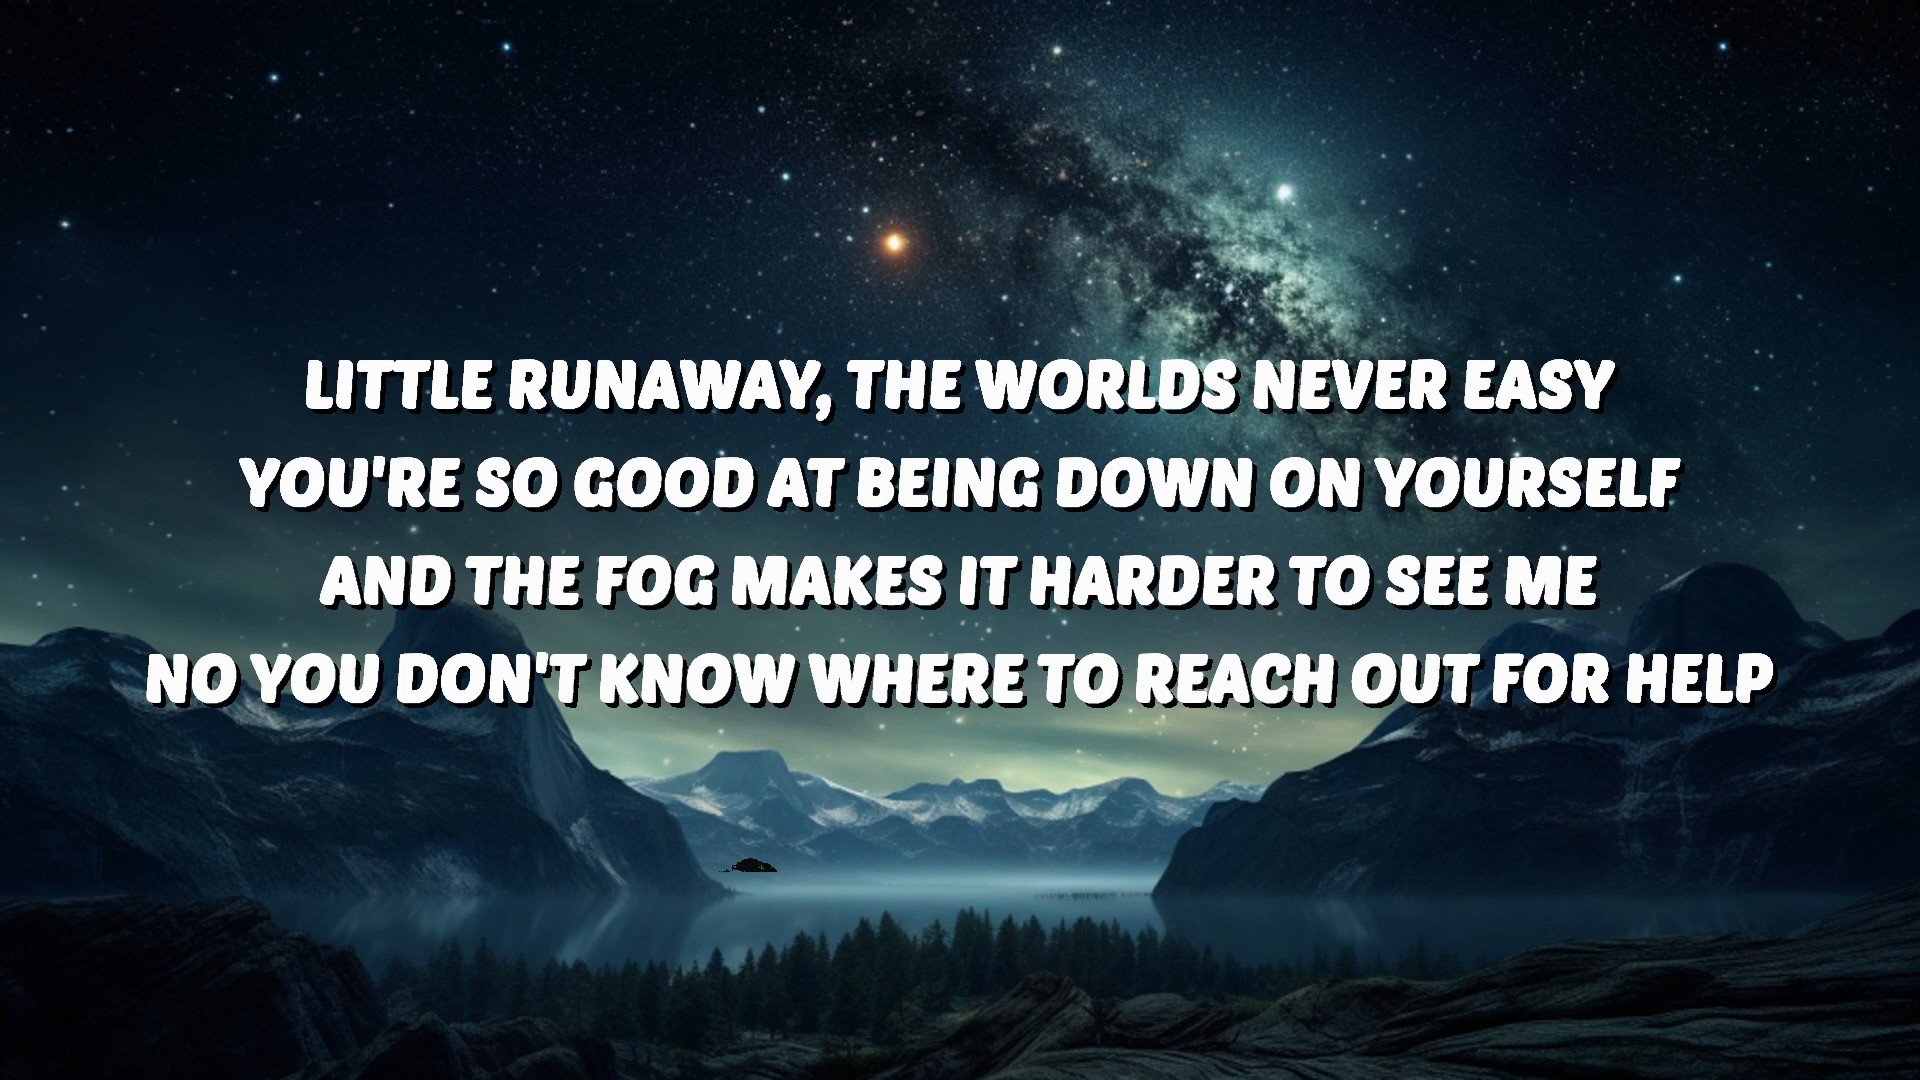 LITTLE RUNAWAY, THE WORLDS NEVER EASY
YOU'RE SO GOOD AT BEING DOWN ON YOURSELF
AND THE FOG MAKES IT HARDER TO SEE ME
NO YOU DON'T KNOW WHERE TO REACH OUT FOR HELP